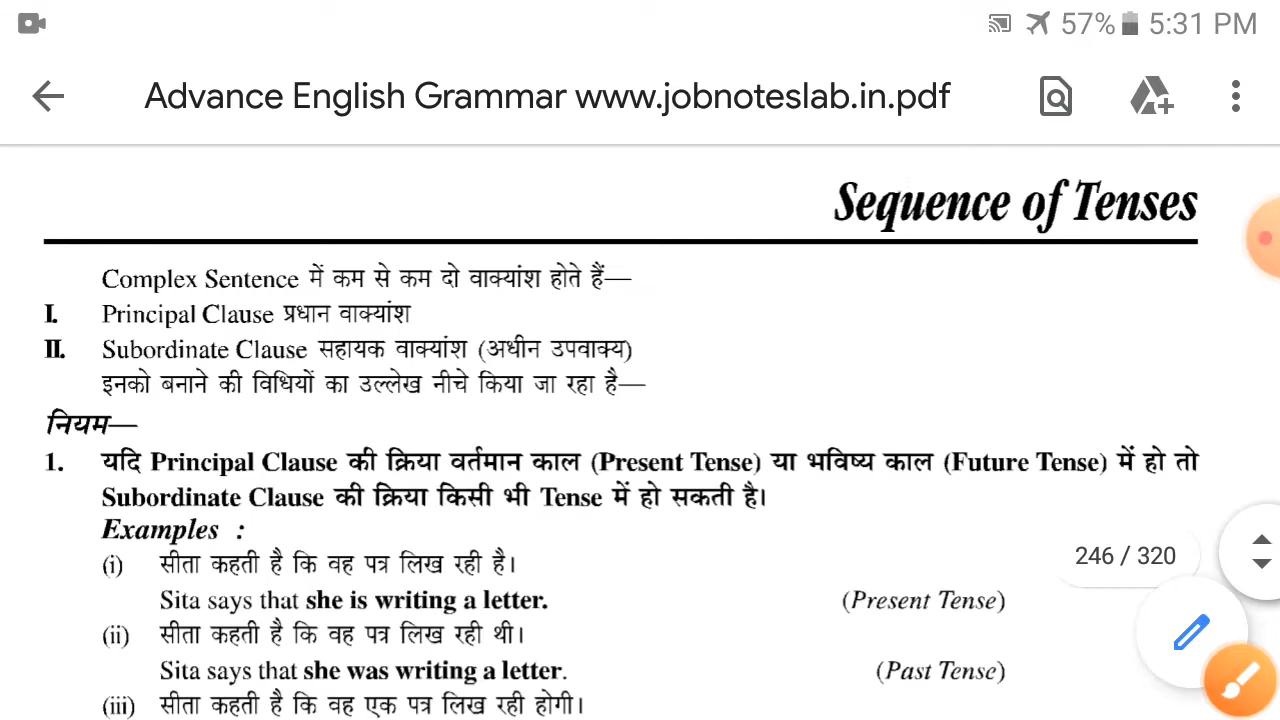 57% 5:31 PM
Advance English Grammar www.jobnoteslab.in.pdf
Sequence of Tenses
Complex Sentence में कम से कम दो वाक्यांश होते हैं—
I. Principal Clause प्रधान वाक्यांश
II. Subordinate Clause सहायक वाक्यांश (अधीन उपवाक्य)
इनको बनाने की विधियों का उल्लेख नीचे किया जा रहा है—
नियम—
1. यदि Principal Clause की क्रिया वर्तमान काल (Present Tense) या भविष्य काल (Future Tense) में हो तो
Subordinate Clause की क्रिया किसी भी Tense में हो सकती है।
Examples :
(i) सीता कहती है कि वह पत्र लिख रही है।
246 / 320
Sita says that she is writing a letter. (Present Tense)
(ii) सीता कहती है कि वह पत्र लिख रही थी।
Sita says that she was writing a letter. (Past Tense)
(iii) सीता कहती है कि वह एक पत्र लिख रही होगी।